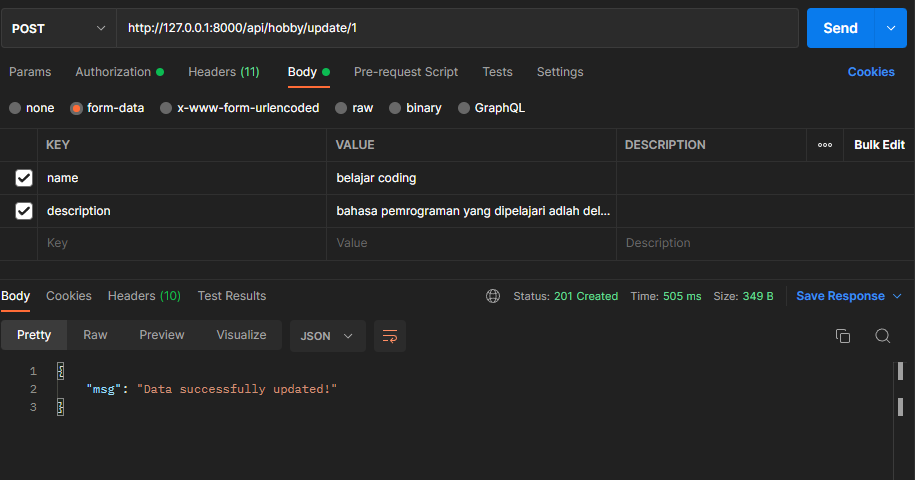 POST http://127.0.0.1:8000/api/hobby/update/1 Send
Params Authorization Headers (11) Body Pre-request Script Tests Settings Cookies
none form-data x-www-form-urlencoded raw binary GraphQL
KEY VALUE DESCRIPTION ooo Bulk Edit
name belajar coding
description bahasa pemrograman yang dipelajari adlah del...
Key Value Description
Body Cookies Headers (10) Test Results Status: 201 Created Time: 505 ms Size: 349 B Save Response
Pretty Raw Preview Visualize JSON
1 {
2 "msg": "Data successfully updated!"
3 }